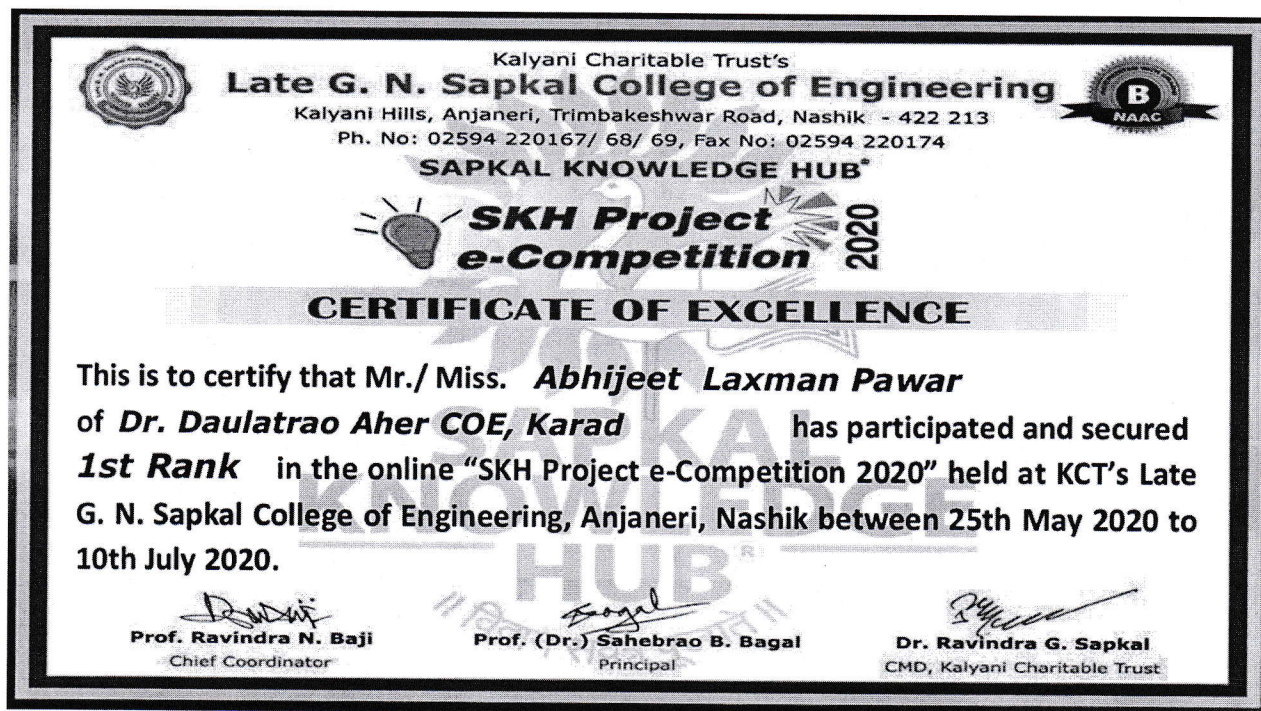 Kalyani Charitable Trust's
Late G. N. Sapkal College of Engineering
Kalyani Hills, Anjaneri, Trimbakeshwar Road, Nashik - 422 213
Ph. No: 02594 220167/ 68/ 69, Fax No: 02594 220174
B
NAAC
SAPKAL KNOWLEDGE HUB®
SKH Project
e-Competition
2020
CERTIFICATE OF EXCELLENCE
This is to certify that Mr./ Miss. Abhijeet Laxman Pawar
of Dr. Daulatrao Aher COE, Karad has participated and secured
1st Rank in the online “SKH Project e-Competition 2020” held at KCT’s Late
G. N. Sapkal College of Engineering, Anjaneri, Nashik between 25th May 2020 to
10th July 2020.
SAPKAL
KNOWLEDGE
HUB®
Prof. Ravindra N. Baji
Chief Coordinator
Prof. (Dr.) Sahebrao B. Bagal
Principal
Dr. Ravindra G. Sapkal
CMD, Kalyani Charitable Trust